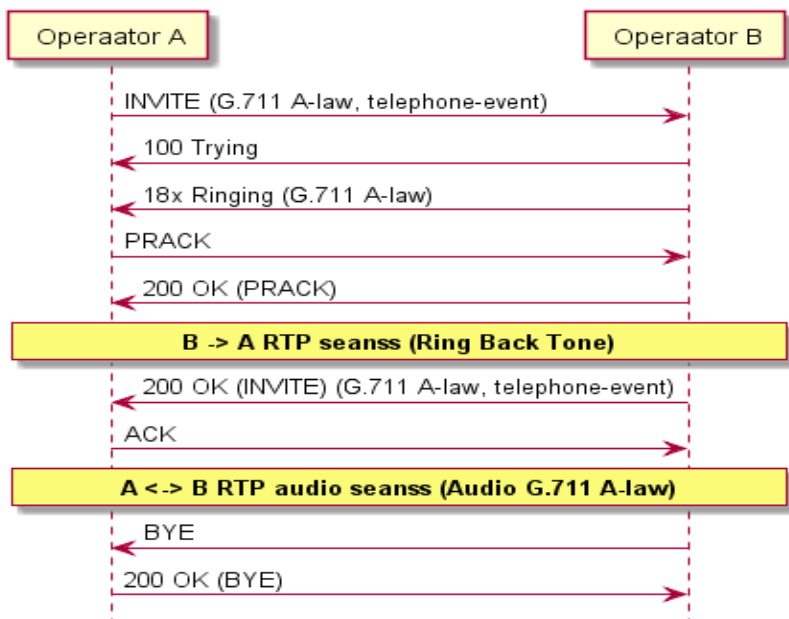 Operaator A
Operaator B
INVITE (G.711 A-law, telephone-event)
100 Trying
18x Ringing (G.711 A-law)
PRACK
200 OK (PRACK)
B -> A RTP seanss (Ring Back Tone)
200 OK (INVITE) (G.711 A-law, telephone-event)
ACK
A <-> B RTP audio seanss (Audio G.711 A-law)
BYE
200 OK (BYE)